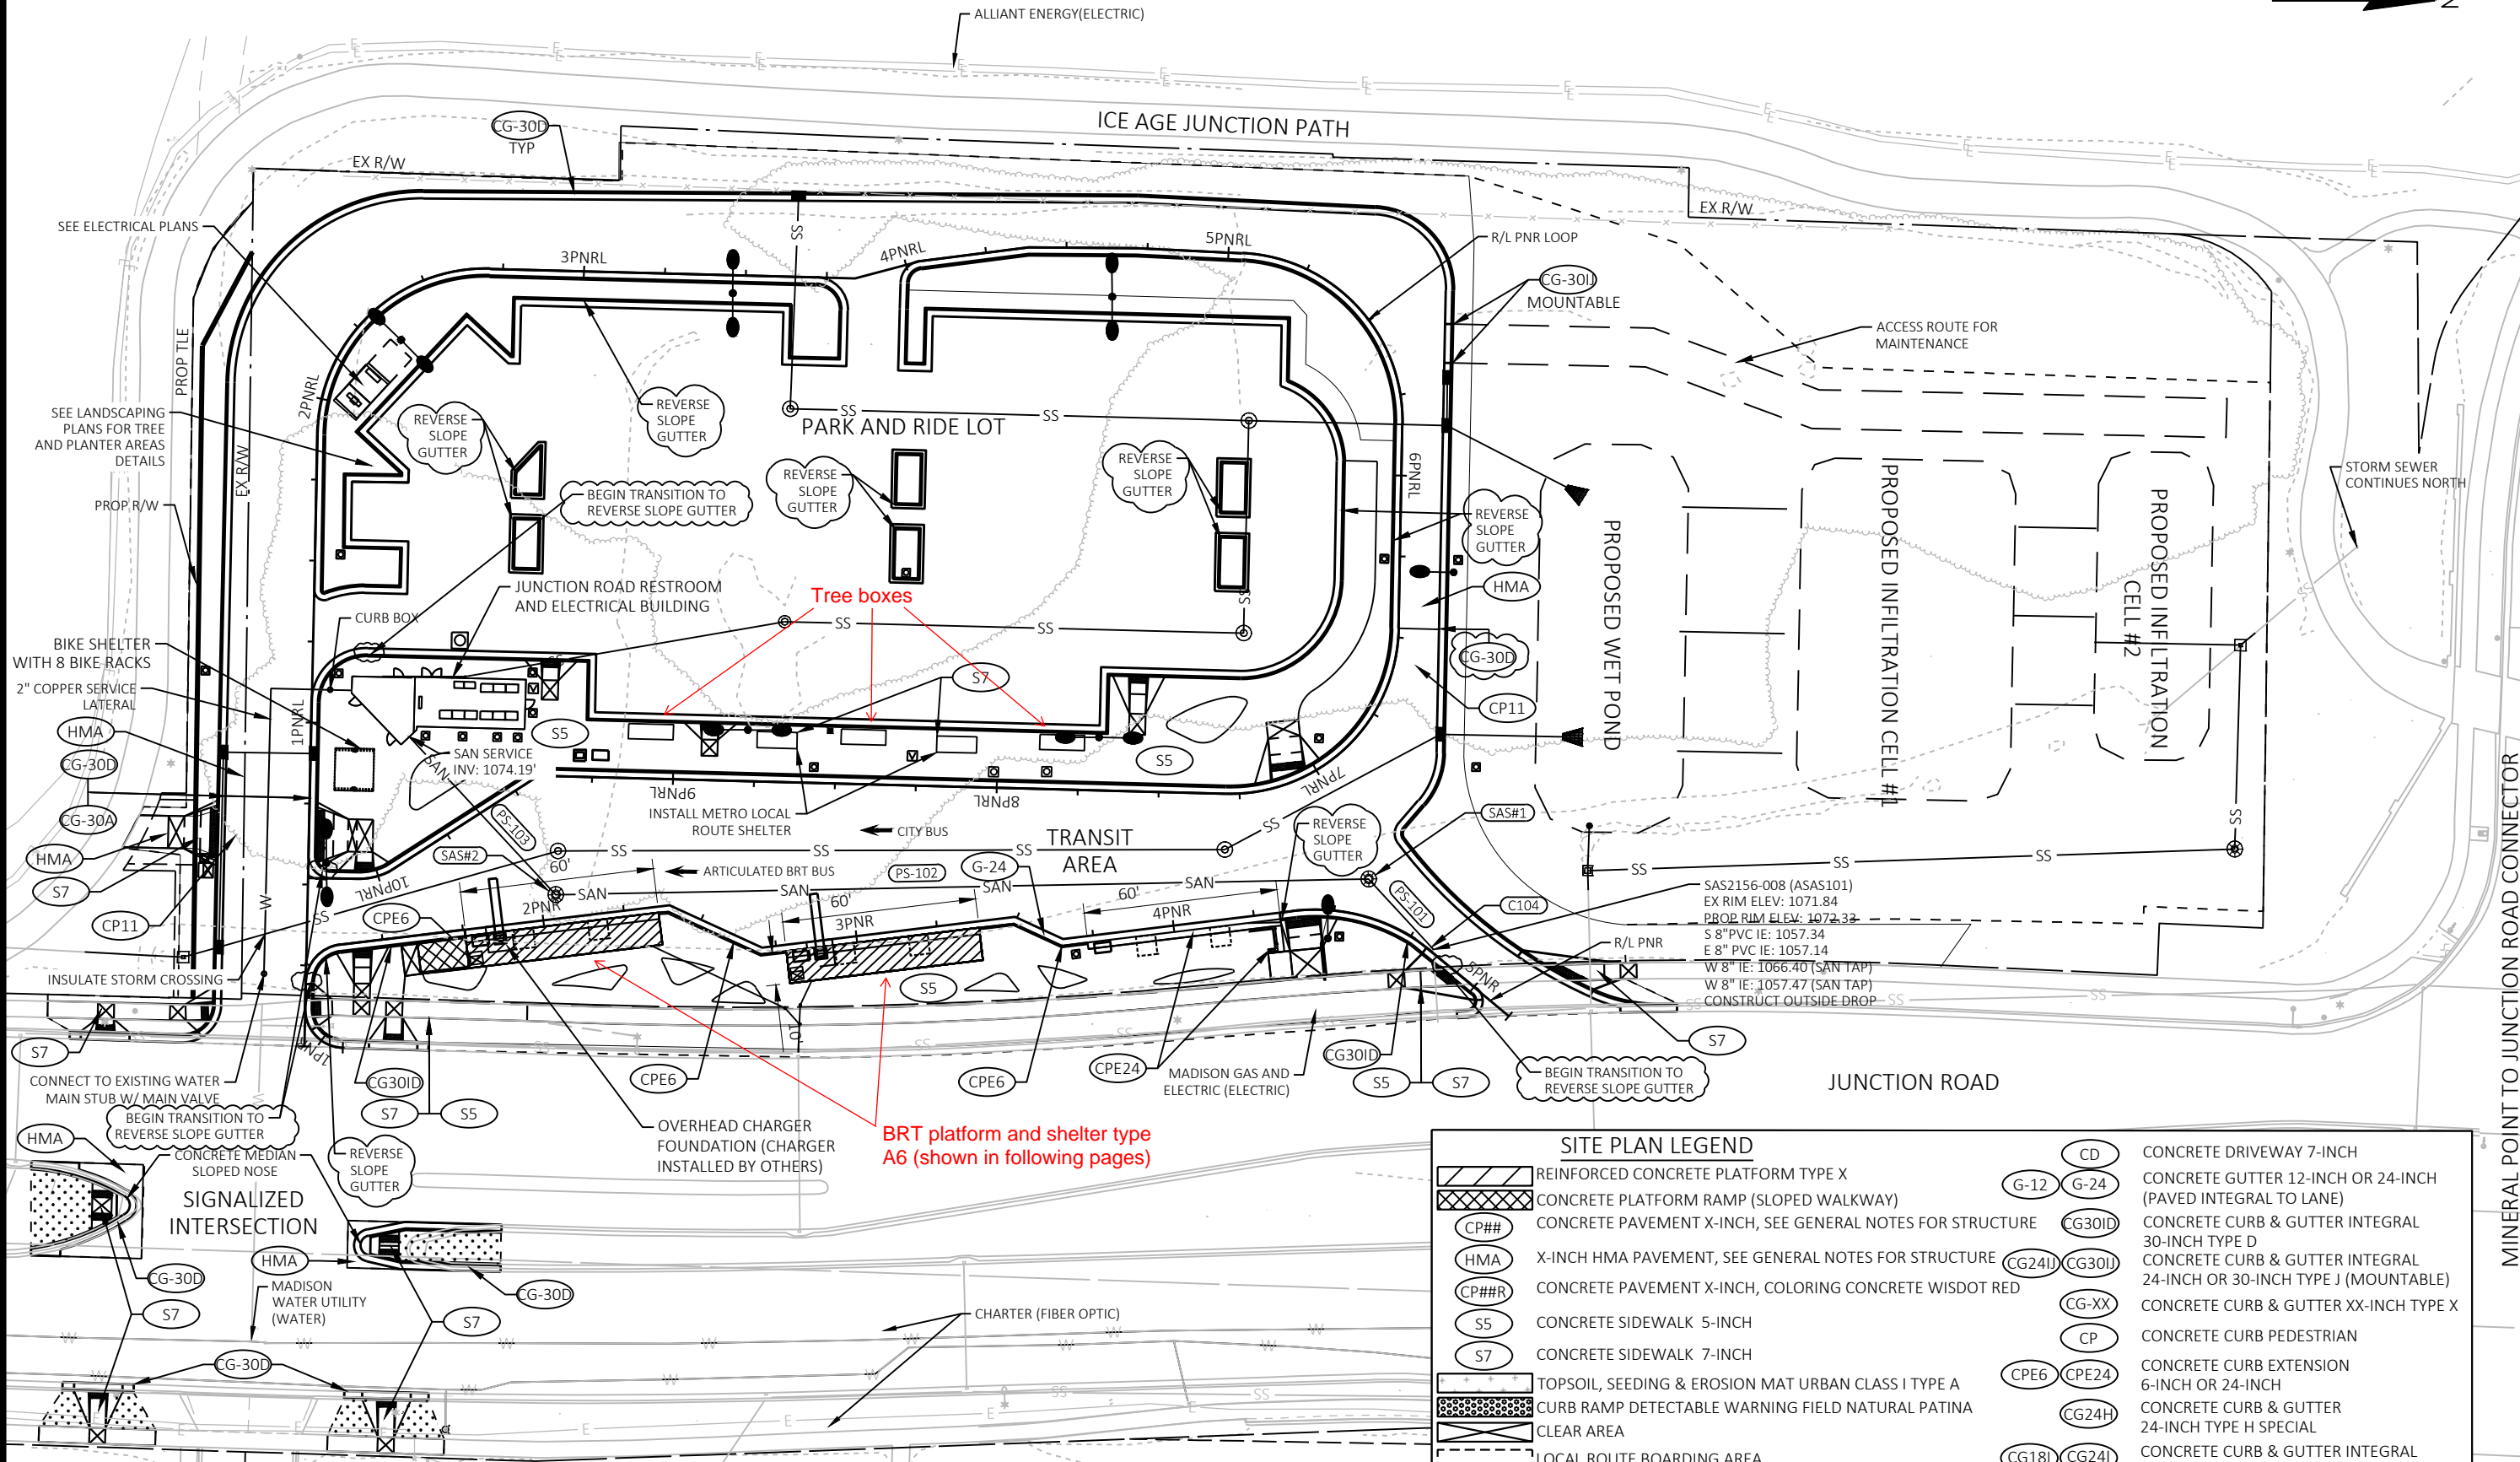 ALLIANT ENERGY(ELECTRIC)
N
ICE AGE JUNCTION PATH
CG-30D
TYP
EX R/W
EX R/W
SEE ELECTRICAL PLANS
R/L PNR LOOP
3PNRL
4PNRL
5PNRL
CG-30IJ
MOUNTABLE
ACCESS ROUTE FOR
MAINTENANCE
PROP TLE
2PNRL
SEE LANDSCAPING
PLANS FOR TREE
AND PLANTER AREAS
DETAILS
EX R/W
REVERSE
SLOPE
GUTTER
REVERSE
SLOPE
GUTTER
PARK AND RIDE LOT
REVERSE
SLOPE
GUTTER
REVERSE
SLOPE
GUTTER
6PNRL
STORM SEWER
CONTINUES NORTH
PROP R/W
BEGIN TRANSITION TO
REVERSE SLOPE GUTTER
REVERSE
SLOPE
GUTTER
PROPOSED WET POND
PROPOSED INFILTRATION CELL #1
PROPOSED INFILTRATION
CELL #2
JUNCTION ROAD RESTROOM
AND ELECTRICAL BUILDING
Tree boxes
HMA
CURB BOX
BIKE SHELTER
WITH 8 BIKE RACKS
2" COPPER SERVICE
LATERAL
CG-30D
S7
CP11
1PNRL
HMA
CG-30D
S5
SAN SERVICE
INV: 1074.19'
SAN
S5
CG-30A
9PNRL
8PNRL
7PNRL
INSTALL METRO LOCAL
ROUTE SHELTER
CITY BUS
TRANSIT
AREA
REVERSE
SLOPE
GUTTER
SAS#1
PS-103
HMA
SAS#2
60'
ARTICULATED BRT BUS
PS-102
G-24
S7
10PNRL
SAN
SAN
SAN
SAN
60'
60'
PS-101
C104
SAS2156-008 (ASAS101)
EX RIM ELEV: 1071.84
PROP RIM ELEV: 1072.33
S 8"PVC IE: 1057.34
E 8" PVC IE: 1057.14
W 8" IE: 1066.40 (SAN TAP)
W 8" IE: 1057.47 (SAN TAP)
CONSTRUCT OUTSIDE DROP
CP11
CPE6
2PNR
3PNR
4PNR
R/L PNR
5PNR
INSULATE STORM CROSSING
S5
10'
S7
1PNR
S7
CONNECT TO EXISTING WATER
MAIN STUB W/ MAIN VALVE
CG30ID
CPE6
CPE6
CPE24
MADISON GAS AND
ELECTRIC (ELECTRIC)
CG30ID
S5
S7
BEGIN TRANSITION TO
REVERSE SLOPE GUTTER
JUNCTION ROAD
MINERAL POINT TO JUNCTION ROAD CONNECTOR
BEGIN TRANSITION TO
REVERSE SLOPE GUTTER
S7
S5
OVERHEAD CHARGER
FOUNDATION (CHARGER
INSTALLED BY OTHERS)
BRT platform and shelter type
A6 (shown in following pages)
HMA
CONCRETE MEDIAN
SLOPED NOSE
REVERSE
SLOPE
GUTTER
SIGNALIZED
INTERSECTION
HMA
CG-30D
CG-30D
S7
MADISON
WATER UTILITY
(WATER)
S7
CHARTER (FIBER OPTIC)
CG-30D
SITE PLAN LEGEND
REINFORCED CONCRETE PLATFORM TYPE X
CONCRETE PLATFORM RAMP (SLOPED WALKWAY)
CP## CONCRETE PAVEMENT X-INCH, SEE GENERAL NOTES FOR STRUCTURE
HMA X-INCH HMA PAVEMENT, SEE GENERAL NOTES FOR STRUCTURE
CP##R CONCRETE PAVEMENT X-INCH, COLORING CONCRETE WISDOT RED
S5 CONCRETE SIDEWALK 5-INCH
S7 CONCRETE SIDEWALK 7-INCH
TOPSOIL, SEEDING & EROSION MAT URBAN CLASS I TYPE A
CURB RAMP DETECTABLE WARNING FIELD NATURAL PATINA
CLEAR AREA
LOCAL ROUTE BOARDING AREA
CD CONCRETE DRIVEWAY 7-INCH
G-12 G-24 CONCRETE GUTTER 12-INCH OR 24-INCH
(PAVED INTEGRAL TO LANE)
CG30ID CONCRETE CURB & GUTTER INTEGRAL
30-INCH TYPE D
CG24IJ CG30IJ CONCRETE CURB & GUTTER INTEGRAL
24-INCH OR 30-INCH TYPE J (MOUNTABLE)
CG-XX CONCRETE CURB & GUTTER XX-INCH TYPE X
CP CONCRETE CURB PEDESTRIAN
CPE6 CPE24 CONCRETE CURB EXTENSION
6-INCH OR 24-INCH
CG24H CONCRETE CURB & GUTTER
24-INCH TYPE H SPECIAL
CONCRETE CURB & GUTTER INTEGRAL